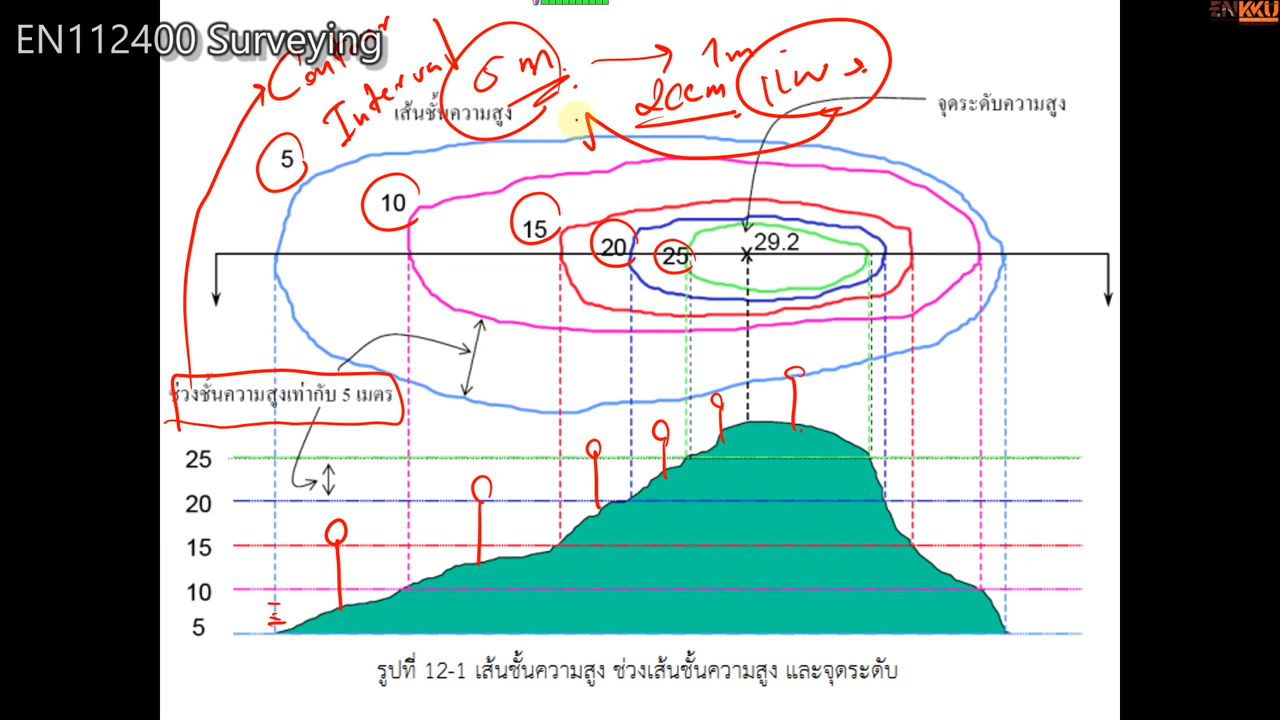 EN112400 Surveying
ENKKU
Interval
5 m.
1 m
20cm
เส้นชั้นความสูง
จุดระดับความสูง
5
10
15
20
25
29.2
ช่วงชั้นความสูงเท่ากับ 5 เมตร
25
20
15
10
5
รูปที่ 12-1 เส้นชั้นความสูง ช่วงเส้นชั้นความสูง และจุดระดับ